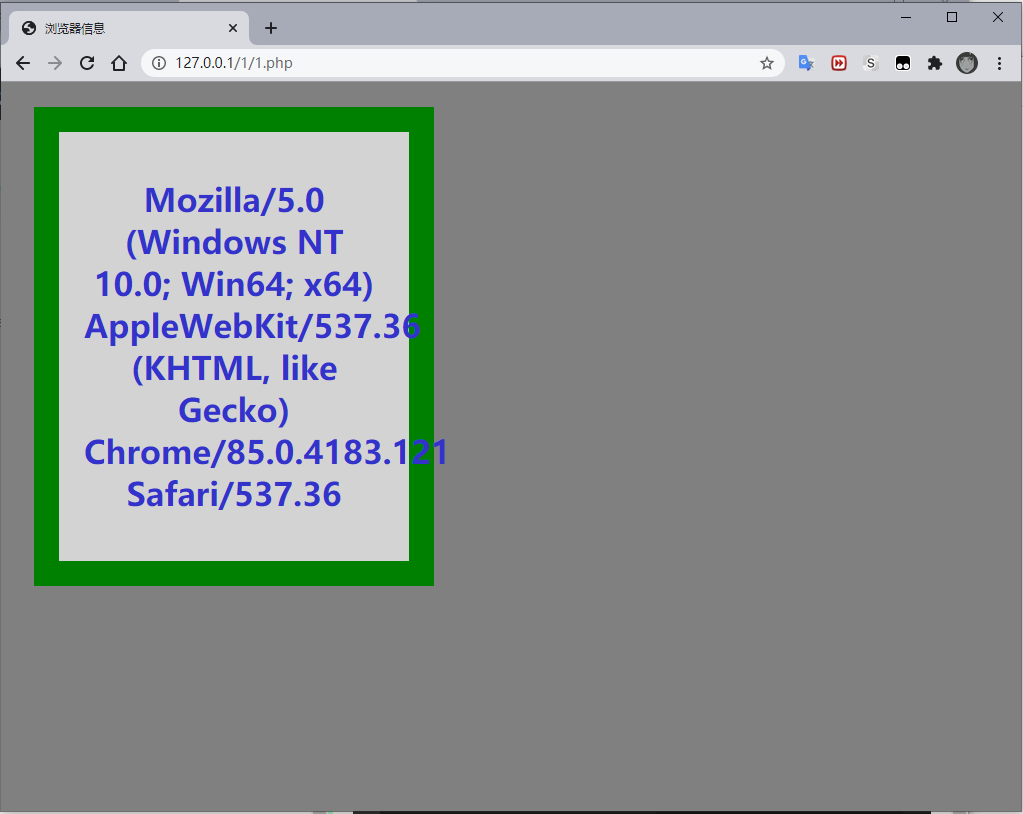 浏览器信息
127.0.0.1/1/1.php
Mozilla/5.0
(Windows NT
10.0; Win64; x64)
AppleWebKit/537.36
(KHTML, like
Gecko)
Chrome/85.0.4183.121
Safari/537.36